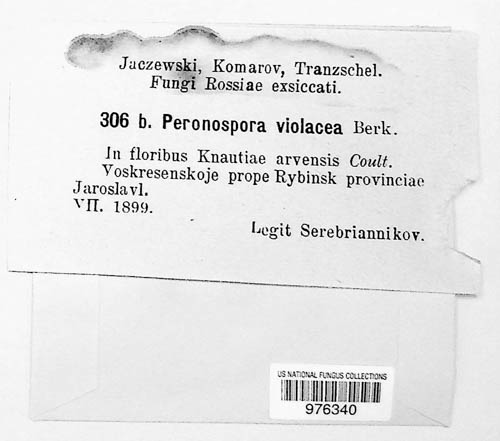 Jaczewski, Komarov, Tranzschel.
Fungi Rossiae exsiccati.
306 b. Peronospora violacea Berk.
In floribus Knautiae arvensis Coult.
Voskresenskoje prope Rybinsk provinciae
Jaroslavl.
VII. 1899.
Legit Serebriannikov.
US NATIONAL FUNGUS COLLECTIONS
976340